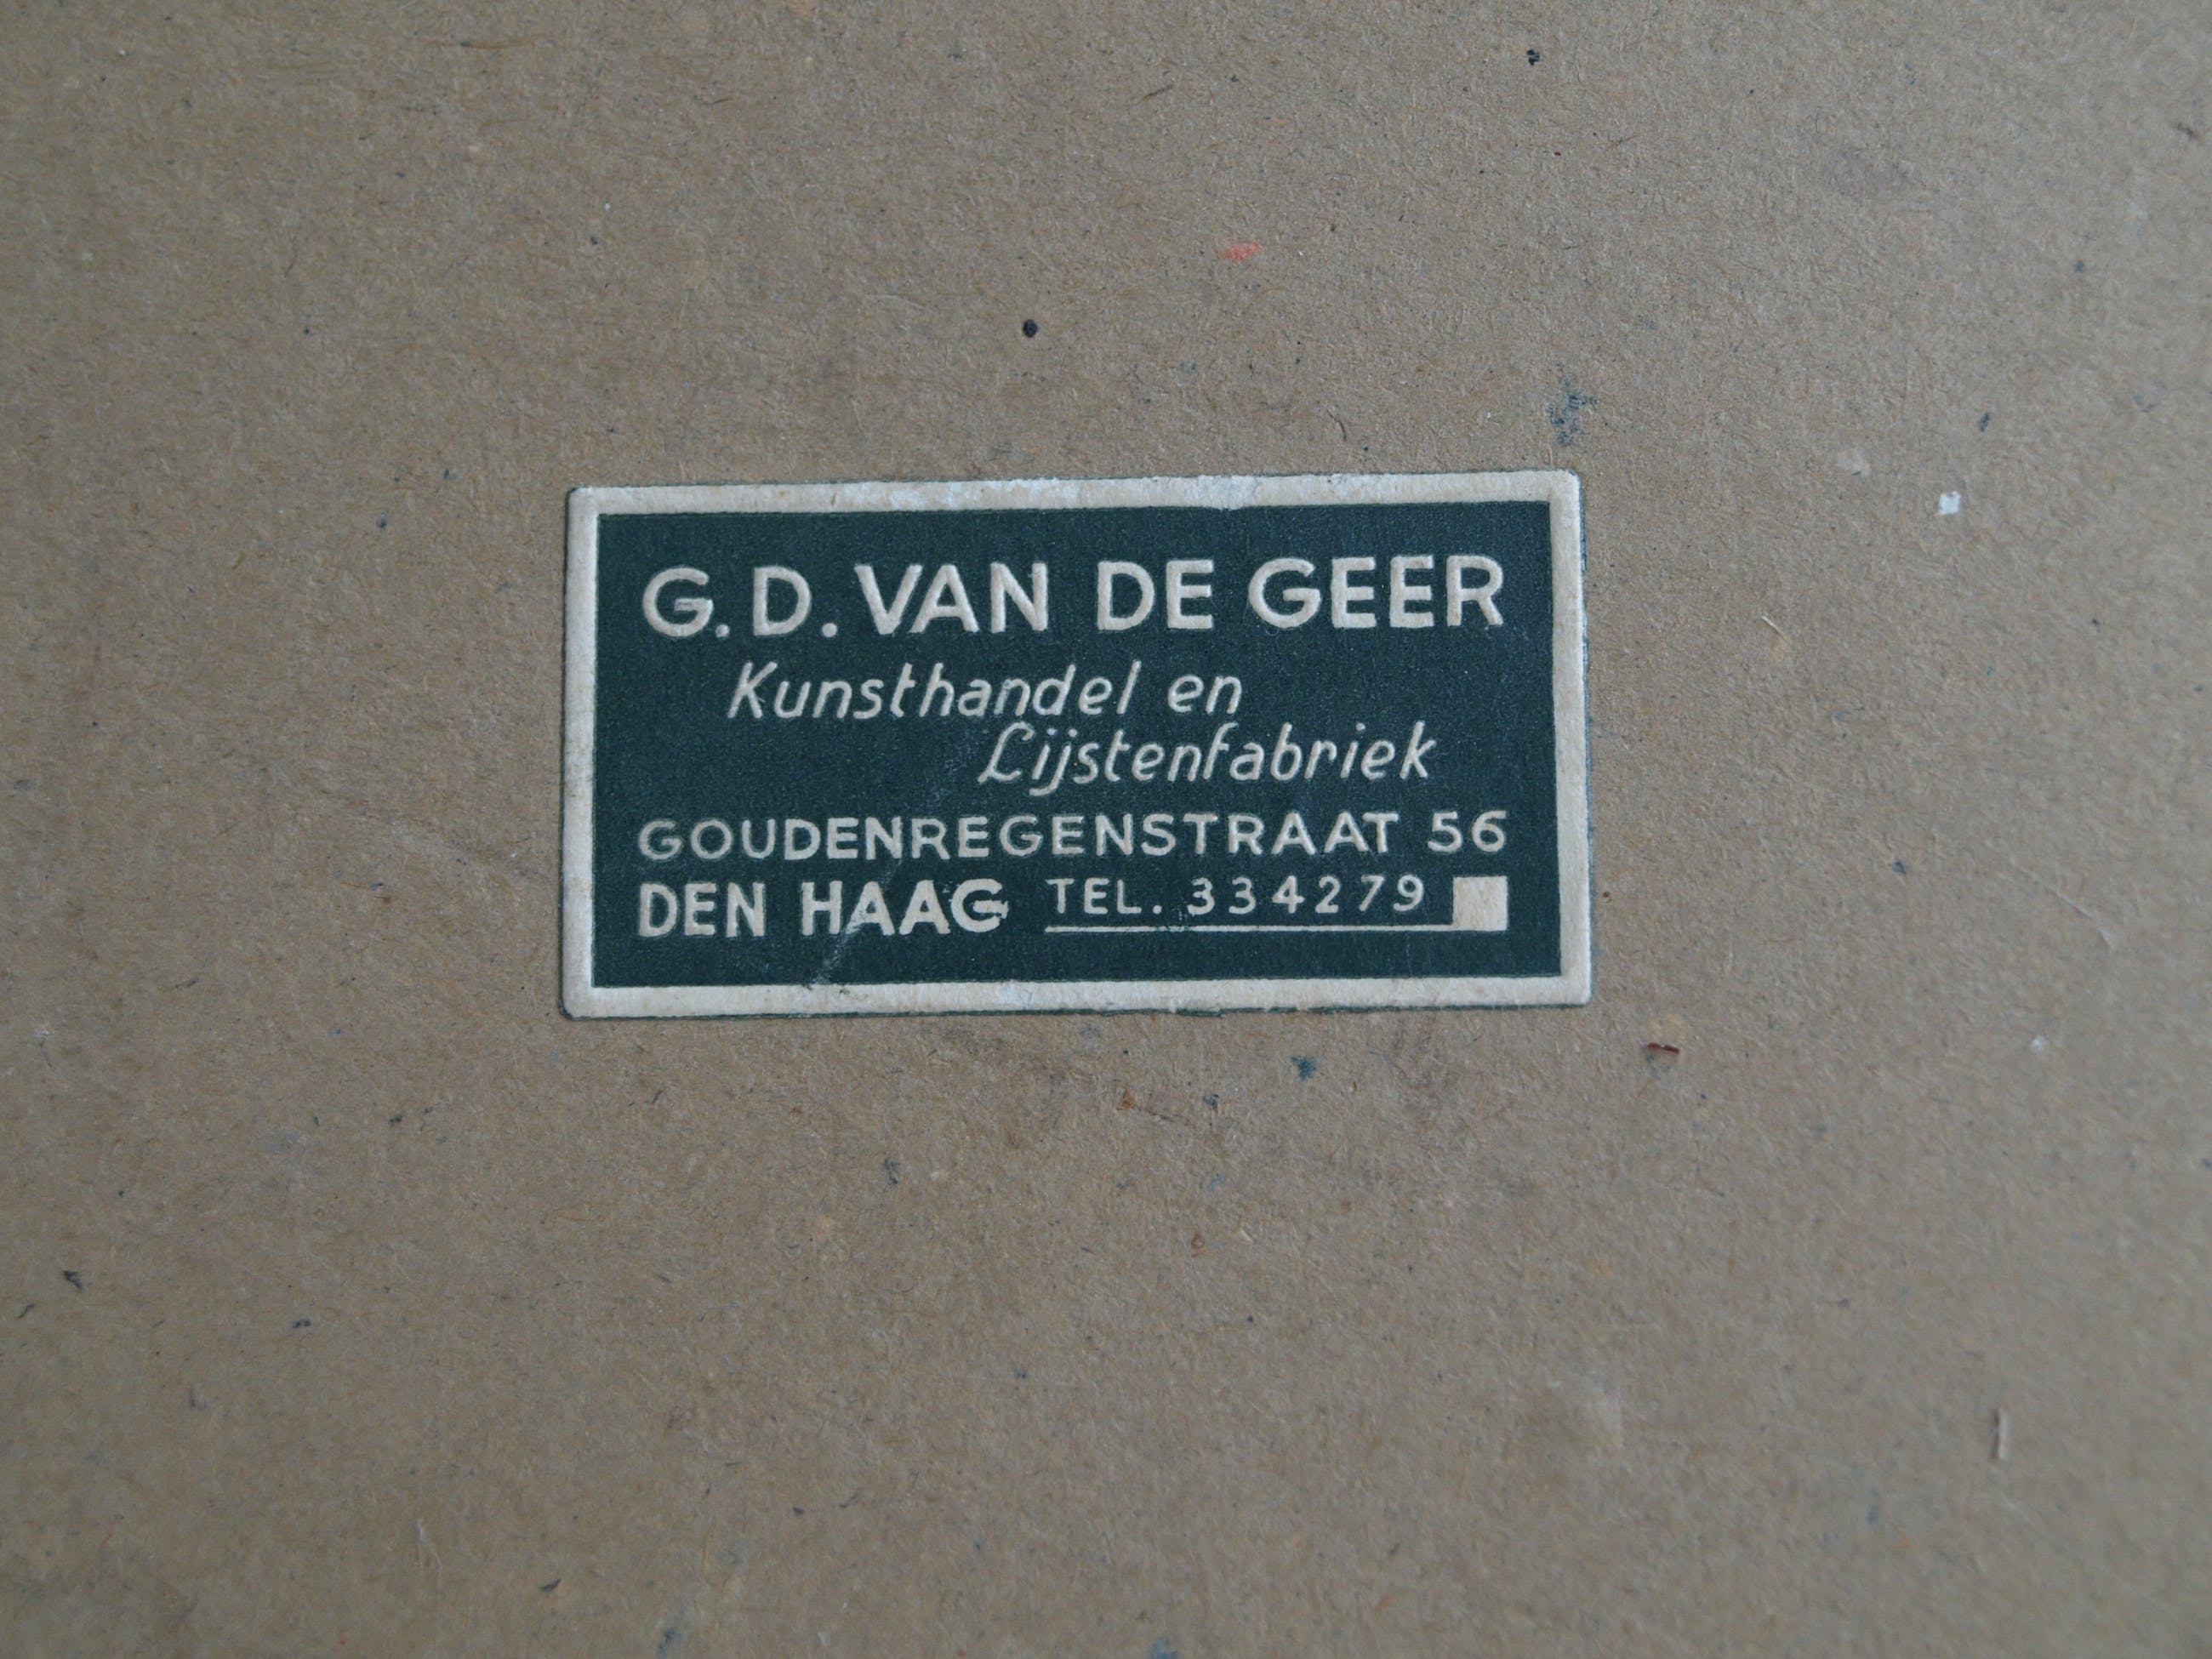 G.D. VAN DE GEER
Kunsthandel en
Lijstenfabriek
GOUDENREGENSTRAAT 56
DEN HAAG TEL. 334279